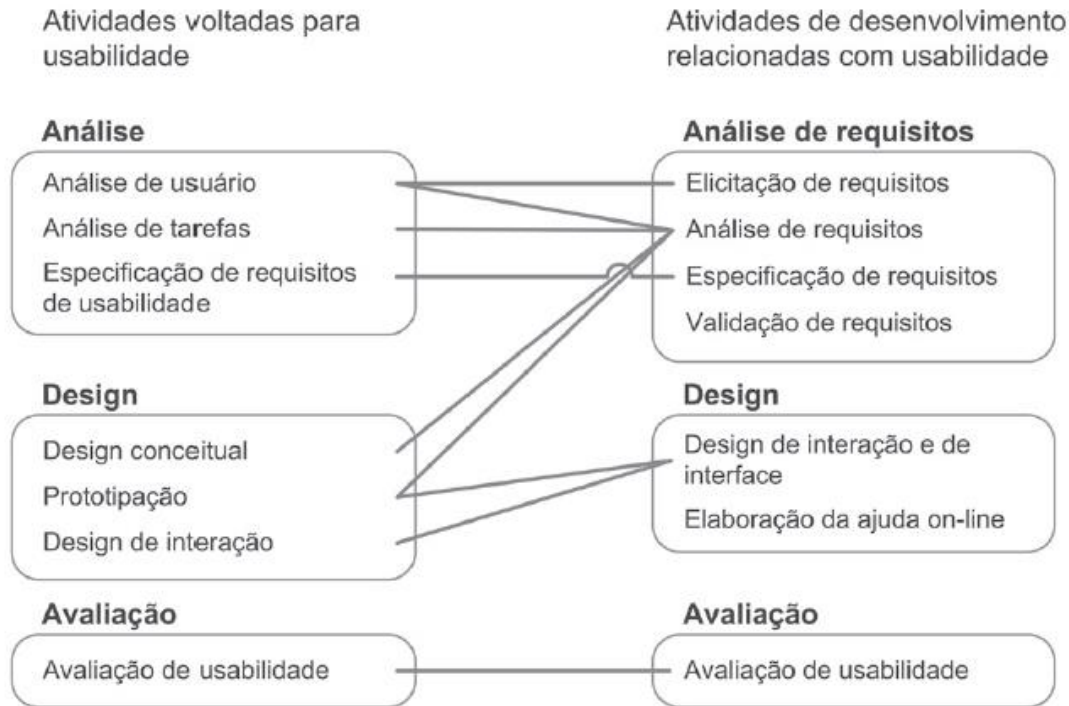 Atividades voltadas para
usabilidade
Análise
Análise de usuário
Análise de tarefas
Especificação de requisitos
de usabilidade
Design
Design conceitual
Prototipação
Design de interação
Avaliação
Avaliação de usabilidade
Atividades de desenvolvimento
relacionadas com usabilidade
Análise de requisitos
Elicitação de requisitos
Análise de requisitos
Especificação de requisitos
Validação de requisitos
Design
Design de interação e de
interface
Elaboração da ajuda on-line
Avaliação
Avaliação de usabilidade